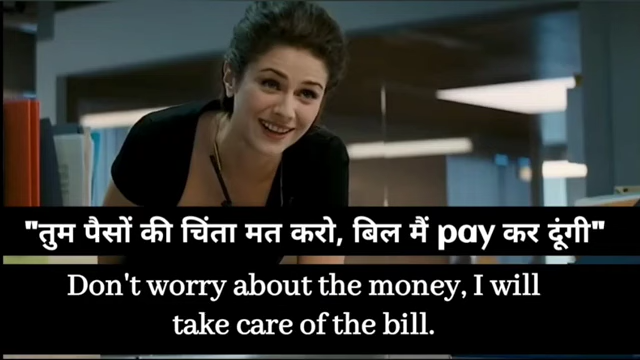 "तुम पैसों की चिंता मत करो, बिल मैं pay कर दूंगी"
Don't worry about the money, I will
take care of the bill.